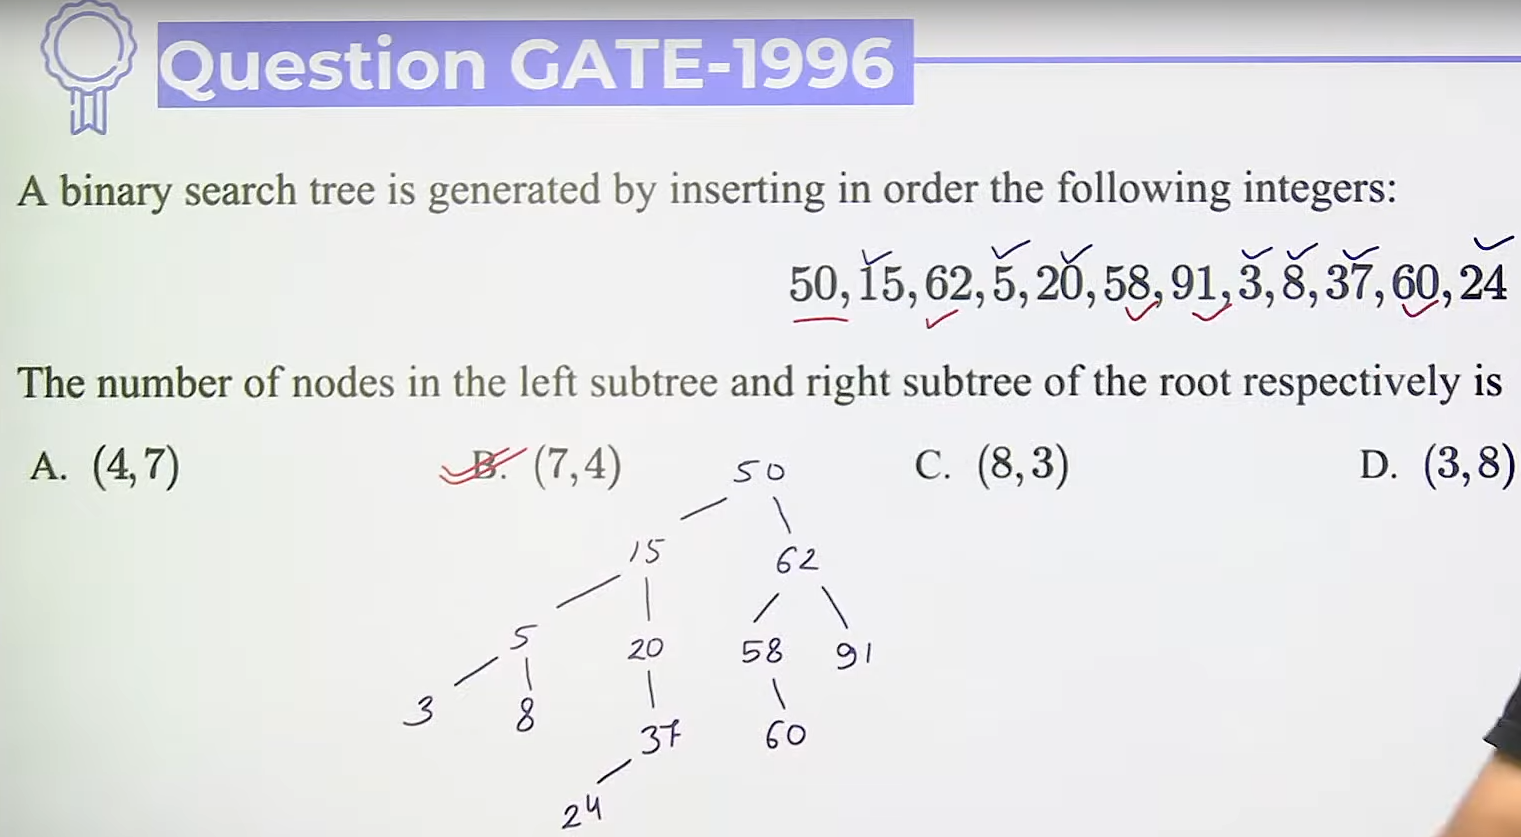 Question GATE-1996
A binary search tree is generated by inserting in order the following integers:
50, 15, 62, 5, 20, 58, 91, 3, 8, 37, 60, 24
The number of nodes in the left subtree and right subtree of the root respectively is
A. (4,7) B. (7,4) C. (8,3) D. (3,8)
50
15 62
5 20 58 91
3 8 37 60
24